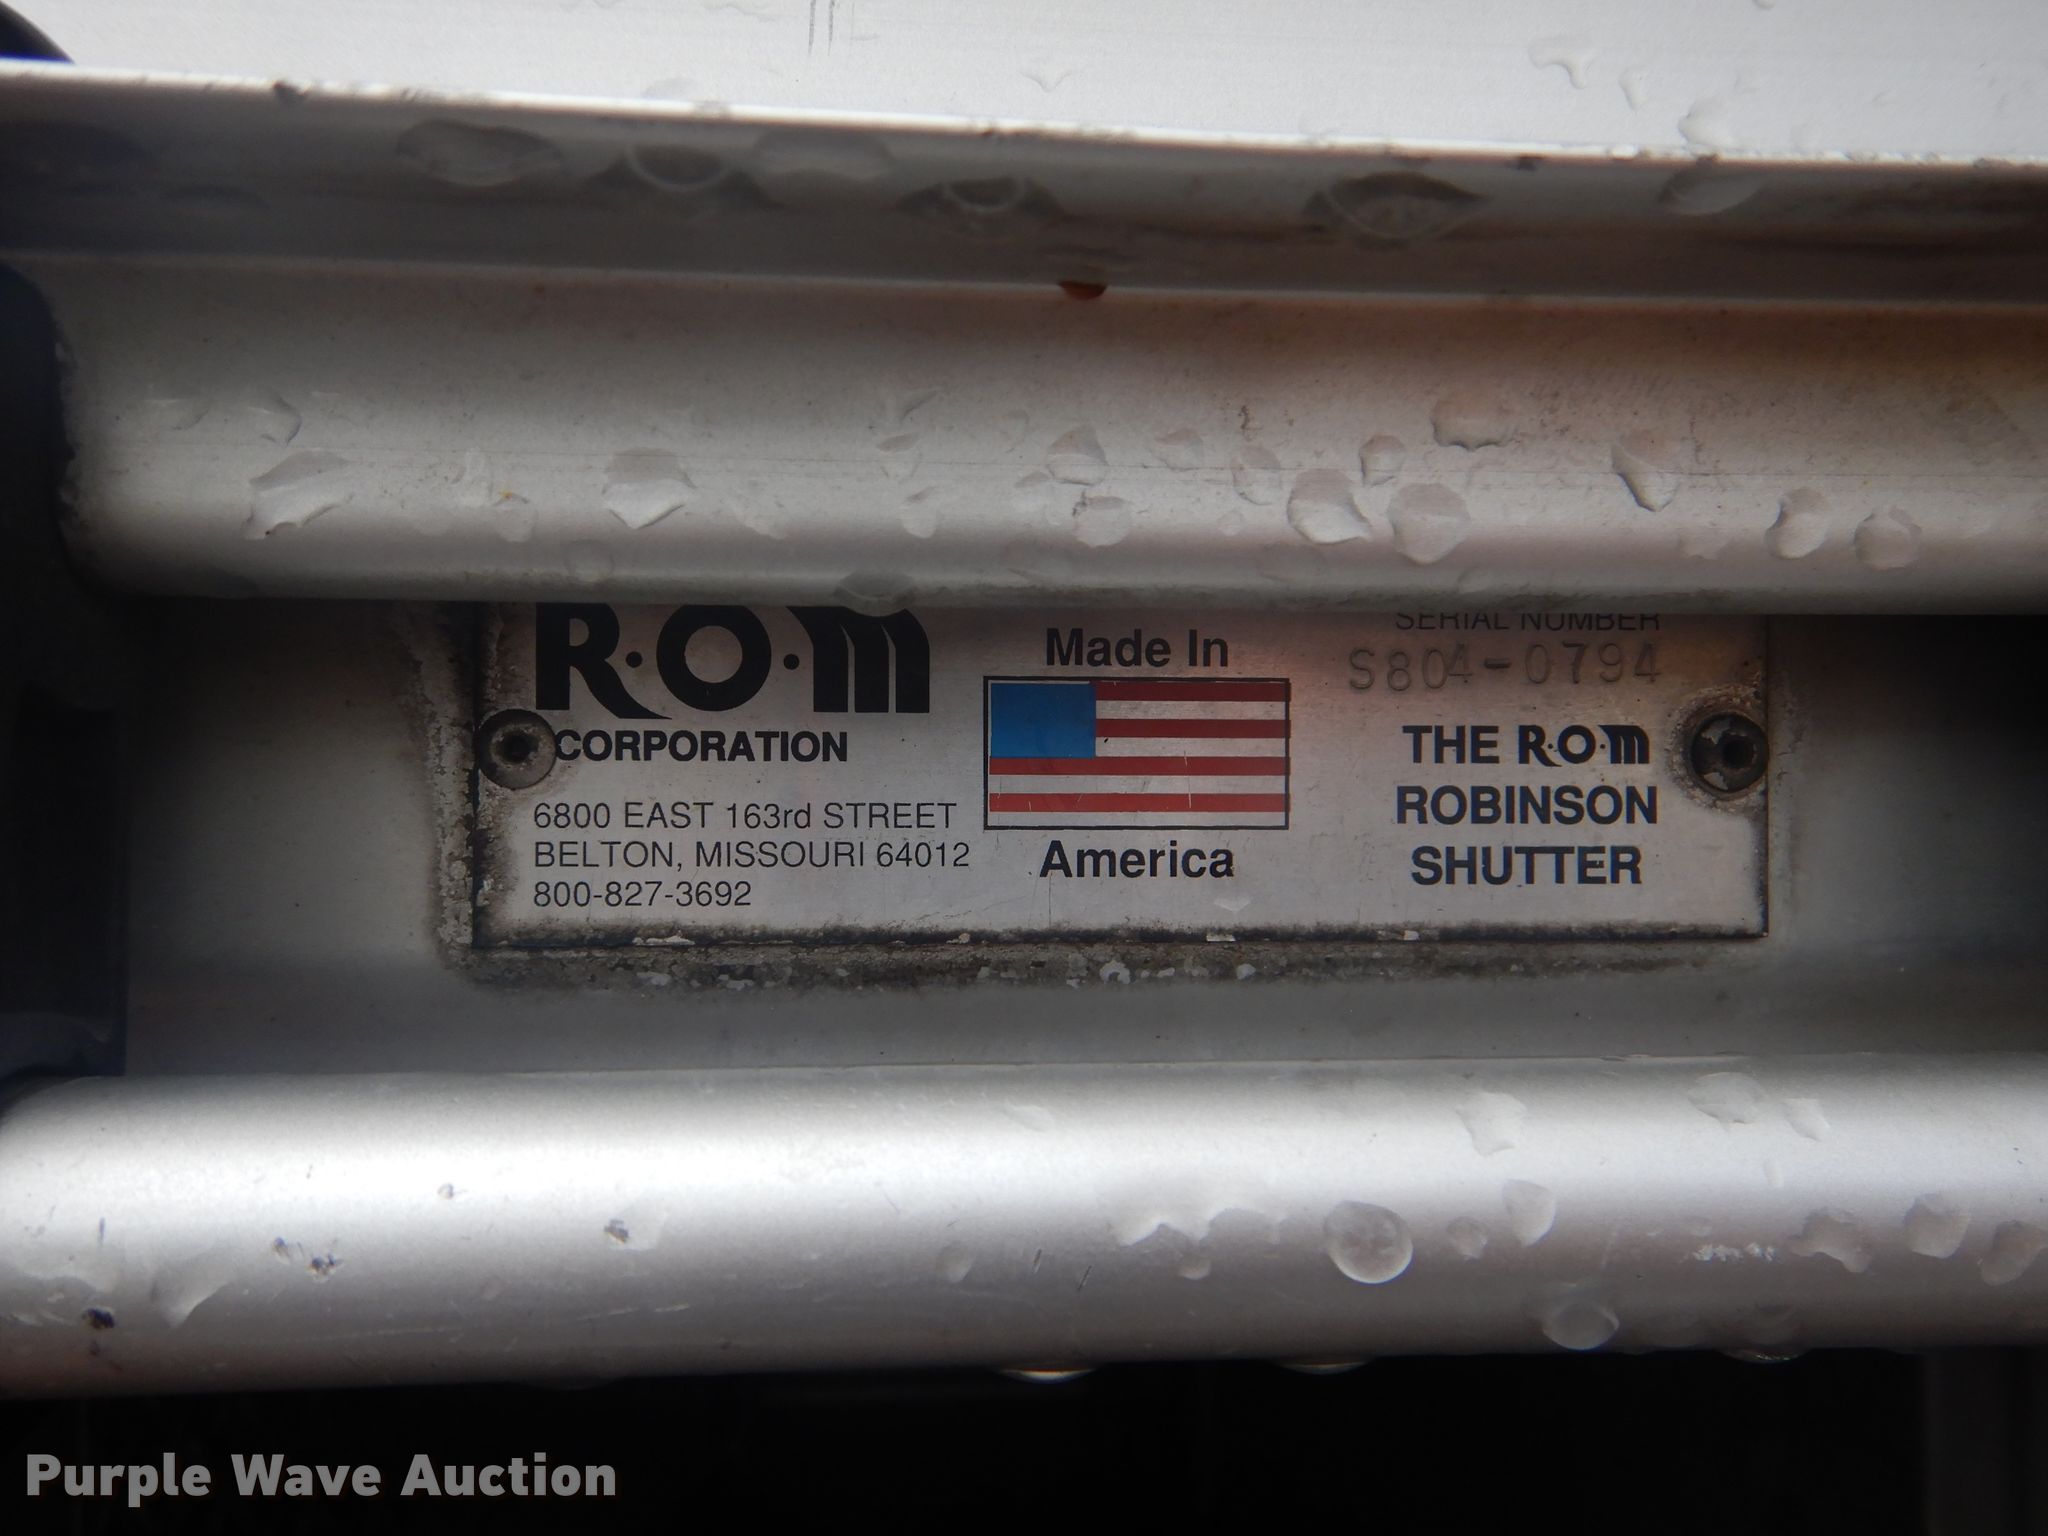 R·O·M
CORPORATION
6800 EAST 163rd STREET
BELTON, MISSOURI 64012
800-827-3692
Made In
America
SERIAL NUMBER
S804-0794
THE R·O·M
ROBINSON
SHUTTER
Purple Wave Auction